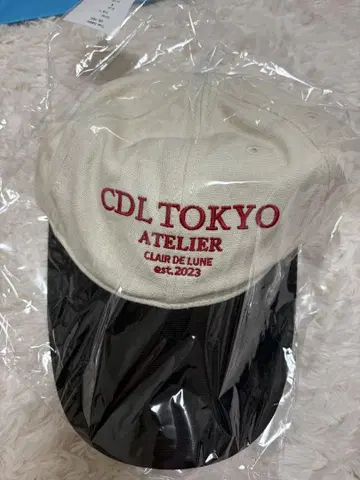 CDL TOKYO
ATELIER
CLAIR DE LUNE
est.2023